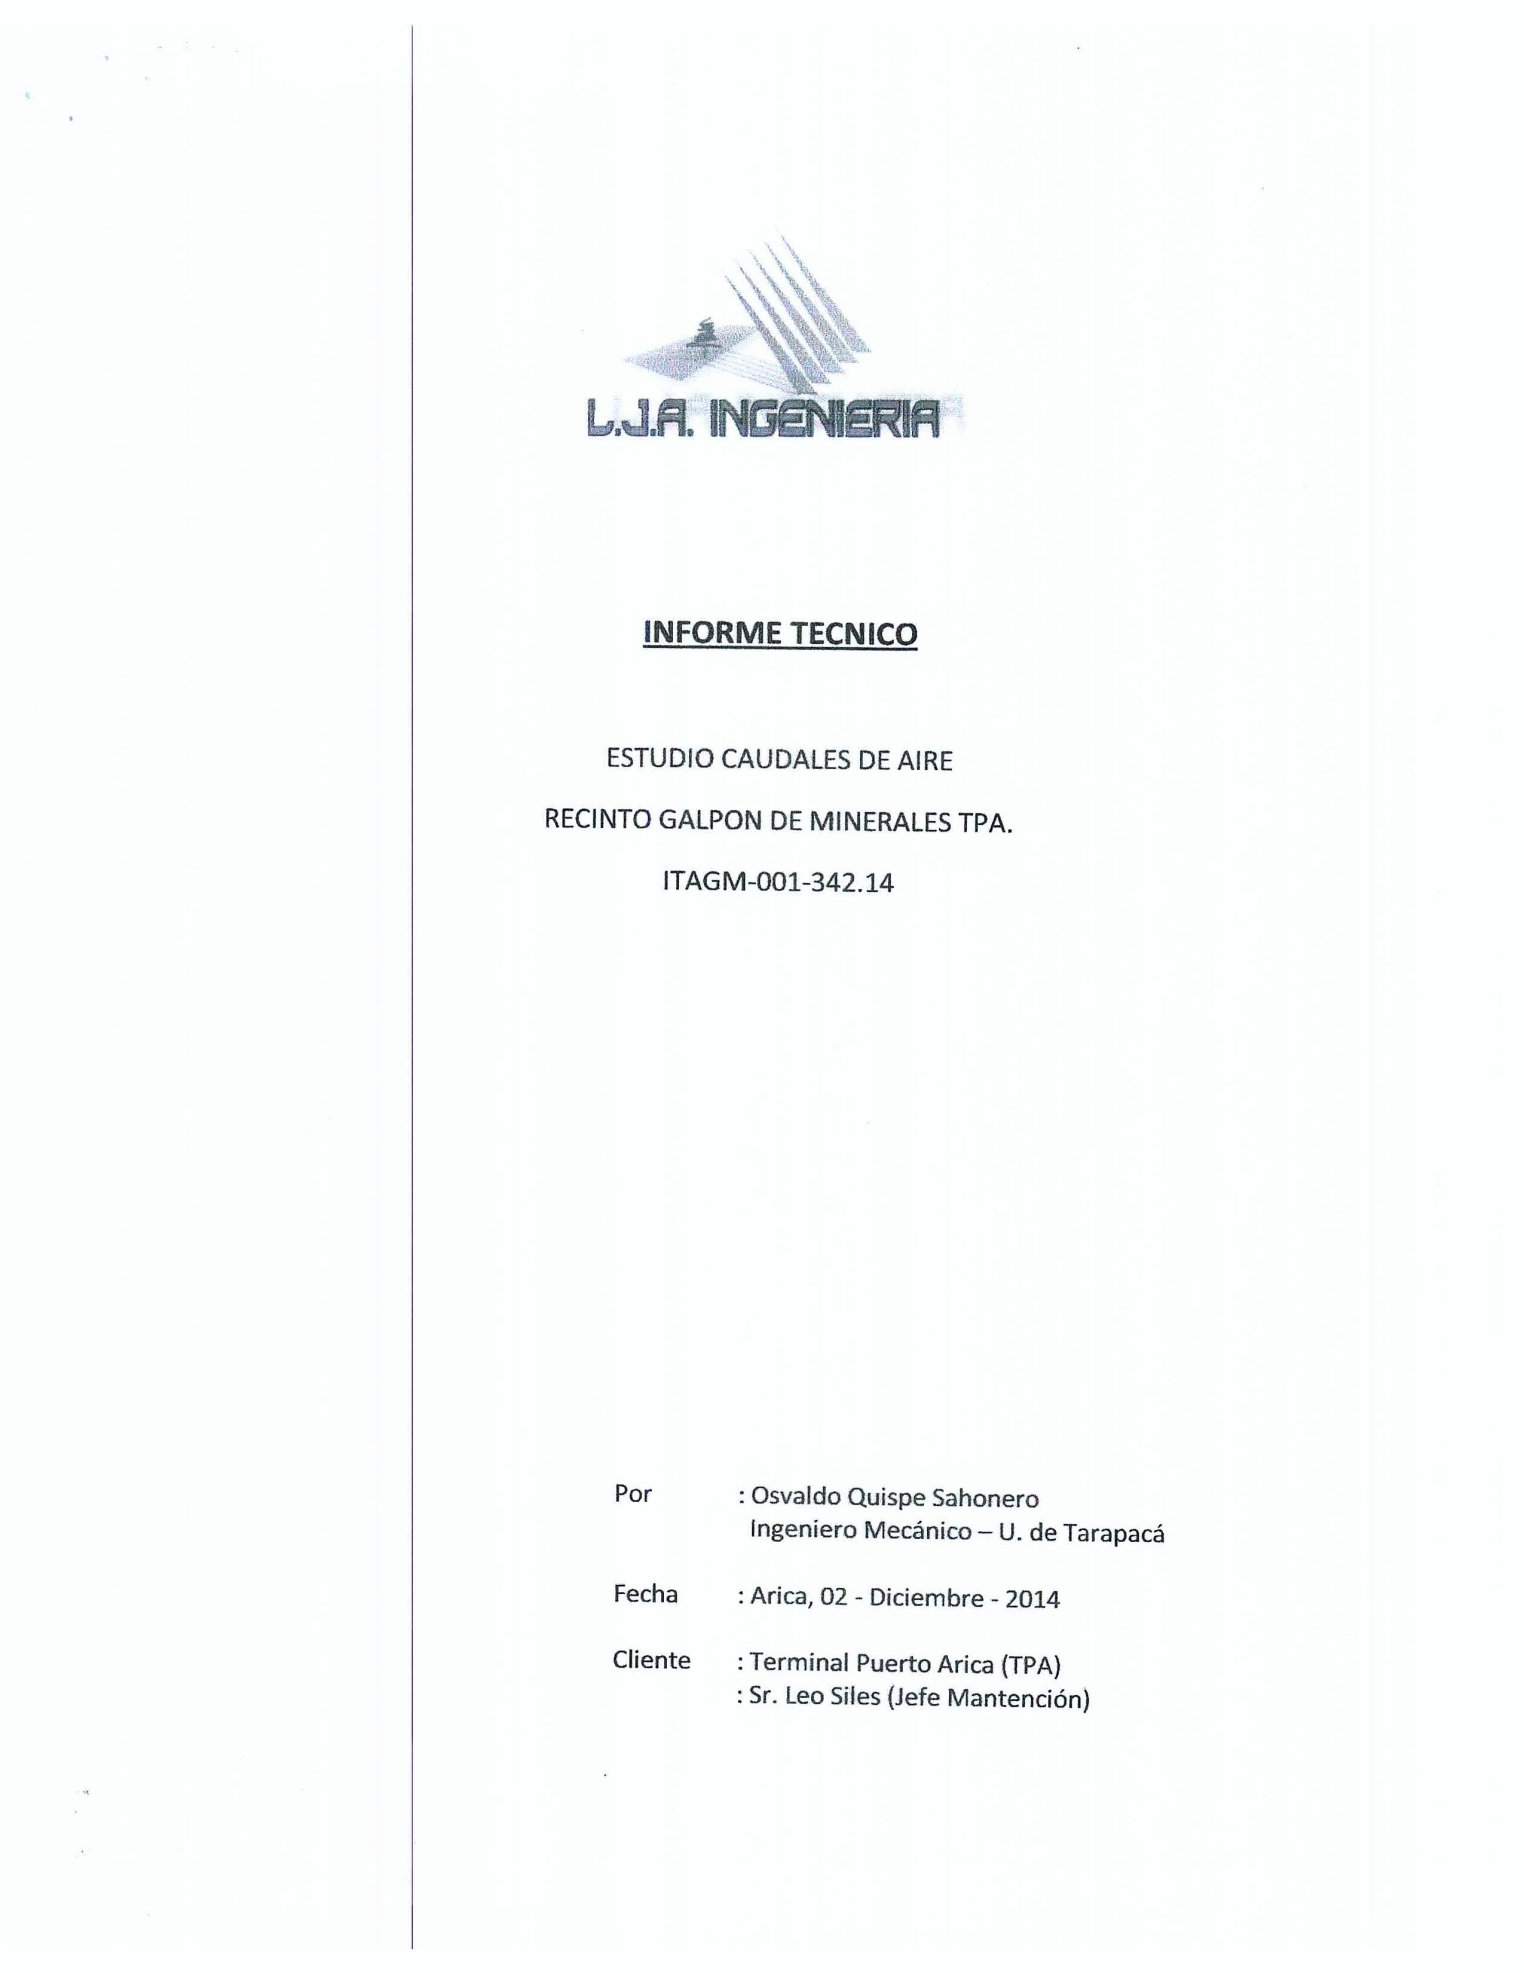 L.J.A. INGENIERIA
INFORME TECNICO
ESTUDIO CAUDALES DE AIRE
RECINTO GALPON DE MINERALES TPA.
ITAGM-001-342.14
Por : Osvaldo Quispe Sahonero
Ingeniero Mecánico – U. de Tarapacá
Fecha : Arica, 02 - Diciembre - 2014
Cliente : Terminal Puerto Arica (TPA)
: Sr. Leo Siles (Jefe Mantención)